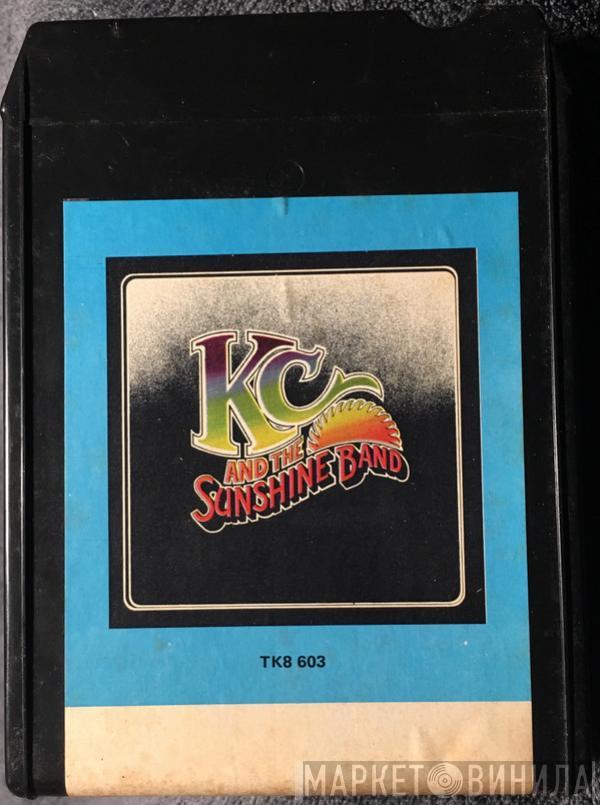 KC
AND THE
SUNSHINE BAND
TK8 603
МАРКЕТ ВИНИЛА